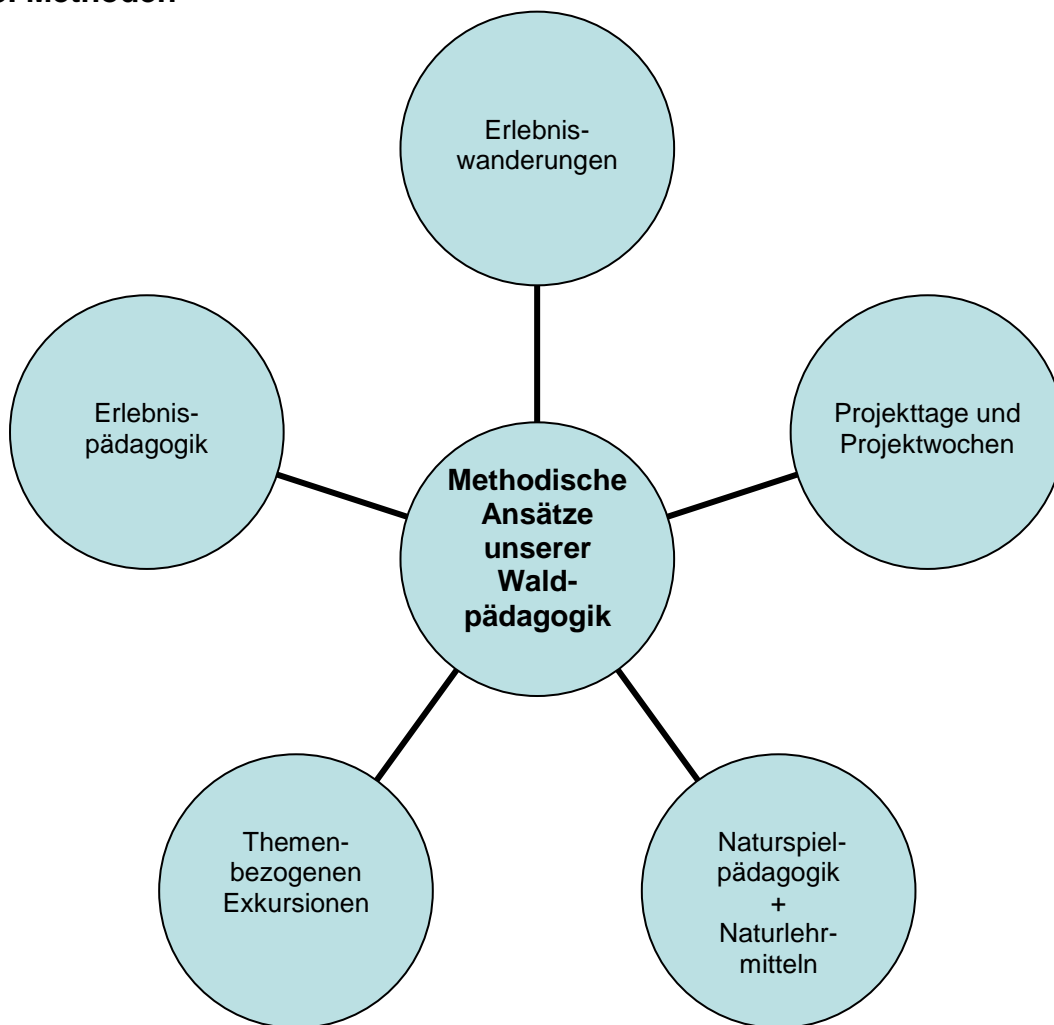 Methoden
Erlebnis-
wanderungen
Erlebnis-
pädagogik
Projekttage und
Projektwochen
Methodische
Ansätze
unserer
Wald-
pädagogik
Themen-
bezogenen
Exkursionen
Naturspiel-
pädagogik
+
Naturlehr-
mitteln